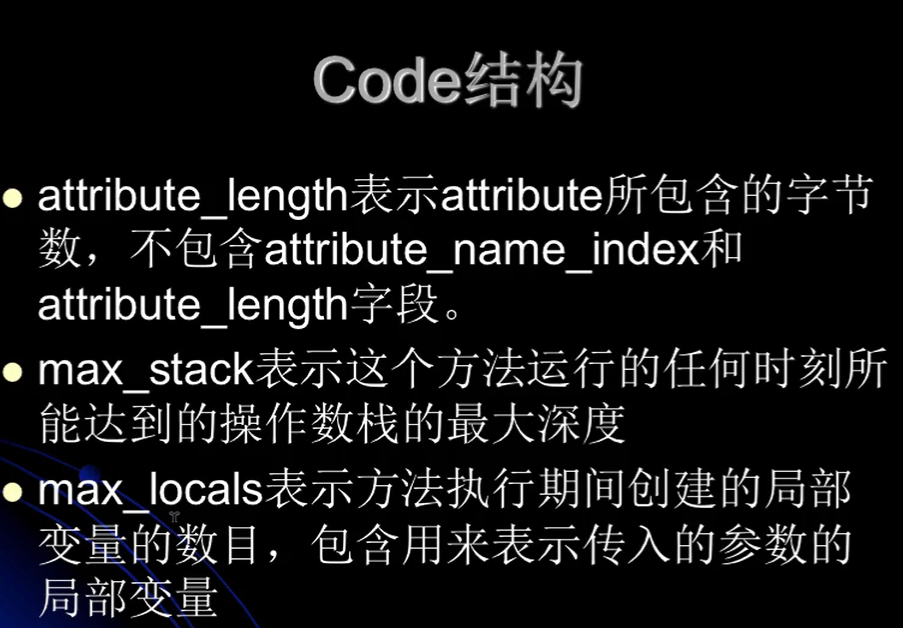 Code结构
attribute_length表示attribute所包含的字节
数，不包含attribute_name_index和
attribute_length字段。
max_stack表示这个方法运行的任何时刻所
能达到的操作数栈的最大深度
max_locals表示方法执行期间创建的局部
变量的数目，包含用来表示传入的参数的
局部变量